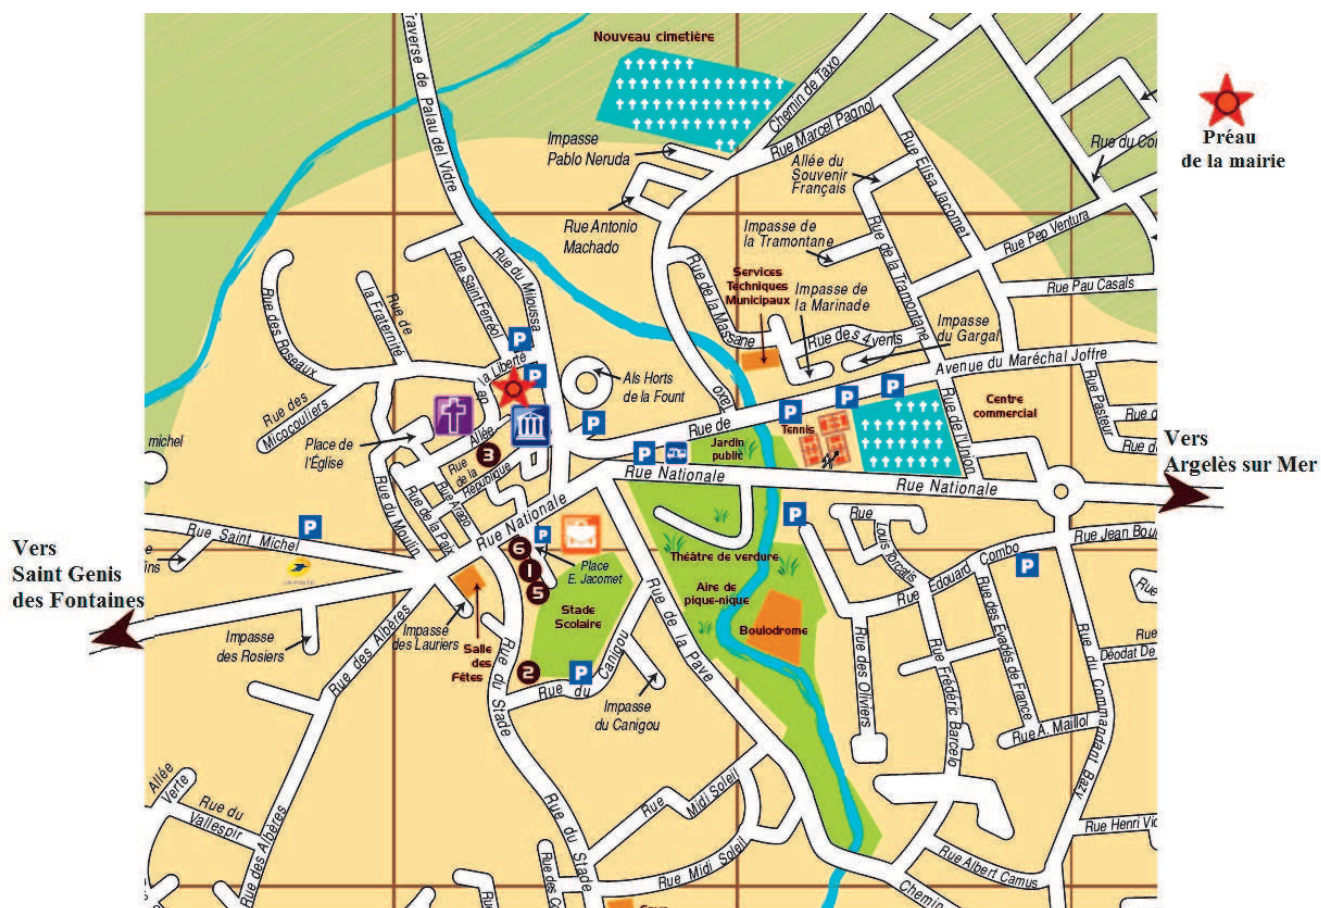 Nouveau cimetière
Traverse de Palau del Vidre
Chemin de Taxo
Rue Marcel Pagnol
Impasse
Pablo Neruda
Allée du
Souvenir
Français
Rue Elisa Jacomet
Préau
de la mairie
Rue Antonio
Machado
Impasse de
la Tramontane
Rue de la Tramontane
Rue Pep Ventura
Rue du Miloussa
Rue Saint Ferréol
Rue de
la Fraternité
Rue des Roseaux
Rue de la Massane
Services
Techniques
Municipaux
Impasse de
la Marinade
Rue Pau Casals
Rue des 4 vents
Impasse
du Gargal
Avenue du Maréchal Joffre
P
la Liberté
P
Als Horts
de la Fount
Rue des
Micocouliers
Taxo
Rue de
P
P
P
P
Centre
commercial
Rue Pasteur
Rue de l'Union
michel
Place de
l'Église
Allée
3
Rue
de la
République
Tennis
Jardin
public
P
Rue Nationale
Rue Nationale
Vers
Argelès sur Mer
Rue Arago
Rue de la Paix
Rue du Moulin
Rue Nationale
Rue Saint Michel
P
P
P
6
1
5
Place
E. Jacomet
Théâtre de verdure
Aire de
pique-nique
Boulodrome
Rue
Louis Torcatis
Rue Edouard Combo
P
Vers
Saint Genis
des Fontaines
Impasse
des Rosiers
Impasse
des Lauriers
Salle
des
Fêtes
Stade
Scolaire
2
P
Rue du Canigou
Impasse
du Canigou
Rue de la Pave
Rue des Albères
Rue du Stade
Rue des Oliviers
Rue Frédéric Barcelo
Rue des Évadés de France
Rue A. Maillol
Rue du Commandant Bazy
Allée
Verte
Rue du
Vallespir
Rue des Albères
Rue du Stade
Rue Midi Soleil
Rue Midi Soleil
Rue Albert Camus
Chemin